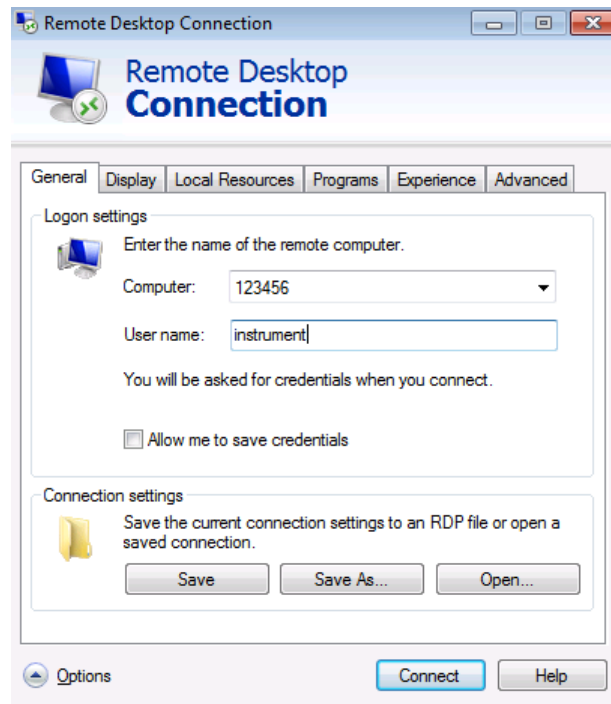 Remote Desktop Connection
Remote Desktop
Connection
General Display Local Resources Programs Experience Advanced
Logon settings
Enter the name of the remote computer.
Computer: 123456
User name: instrument
You will be asked for credentials when you connect.
Allow me to save credentials
Connection settings
Save the current connection settings to an RDP file or open a
saved connection.
Save Save As... Open...
Options Connect Help